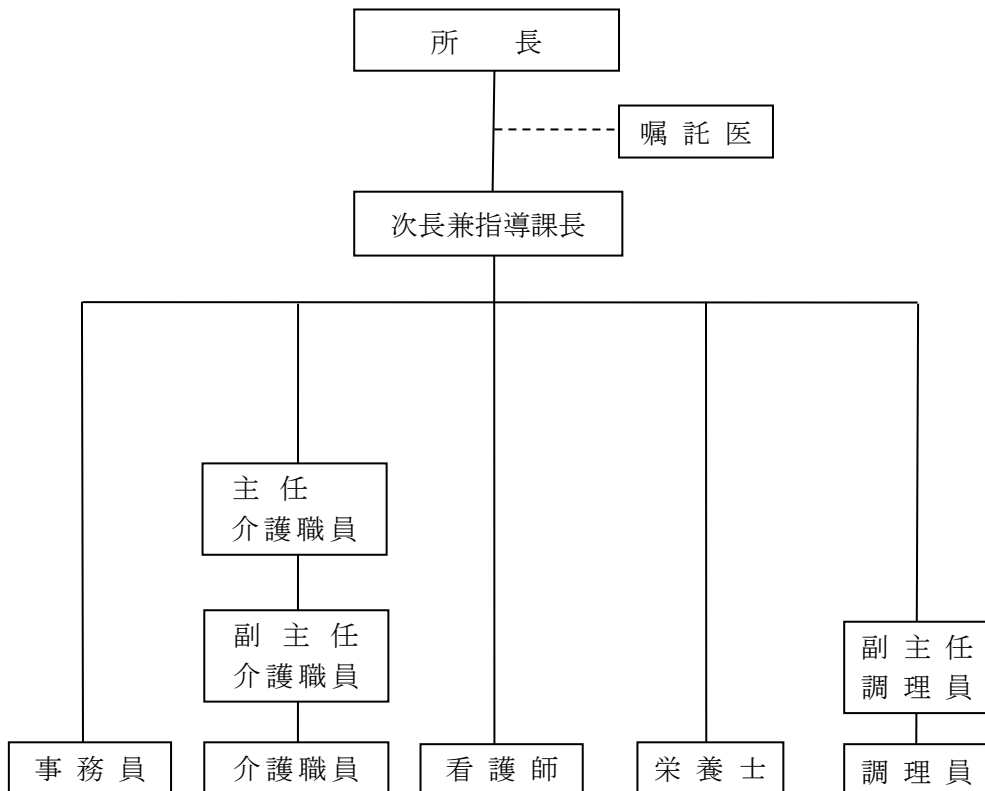 所長
嘱託医
次長兼指導課長
主任
介護職員
副主任
介護職員
副主任
調理員
事務員
介護職員
看護師
栄養士
調理員